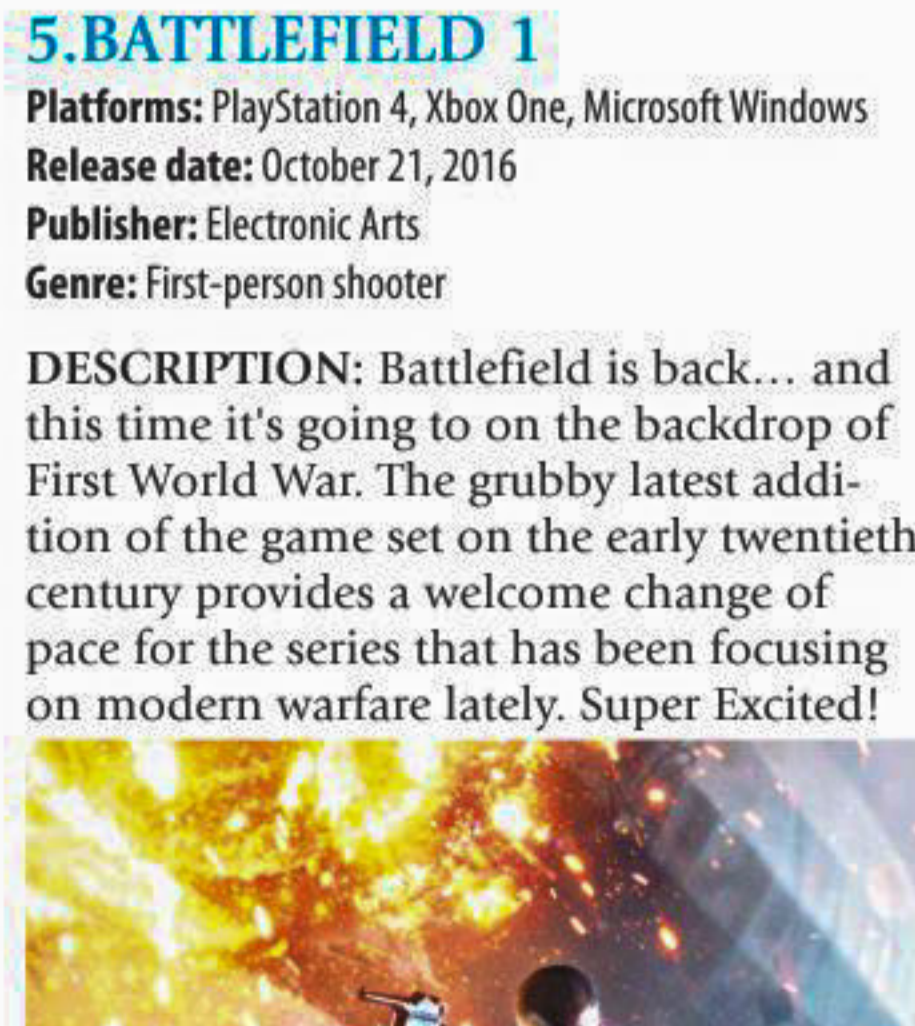 5.BATTLEFIELD 1
Platforms: PlayStation 4, Xbox One, Microsoft Windows
Release date: October 21, 2016
Publisher: Electronic Arts
Genre: First-person shooter
DESCRIPTION: Battlefield is back... and
this time it's going to on the backdrop of
First World War. The grubby latest addi-
tion of the game set on the early twentieth
century provides a welcome change of
pace for the series that has been focusing
on modern warfare lately. Super Excited!